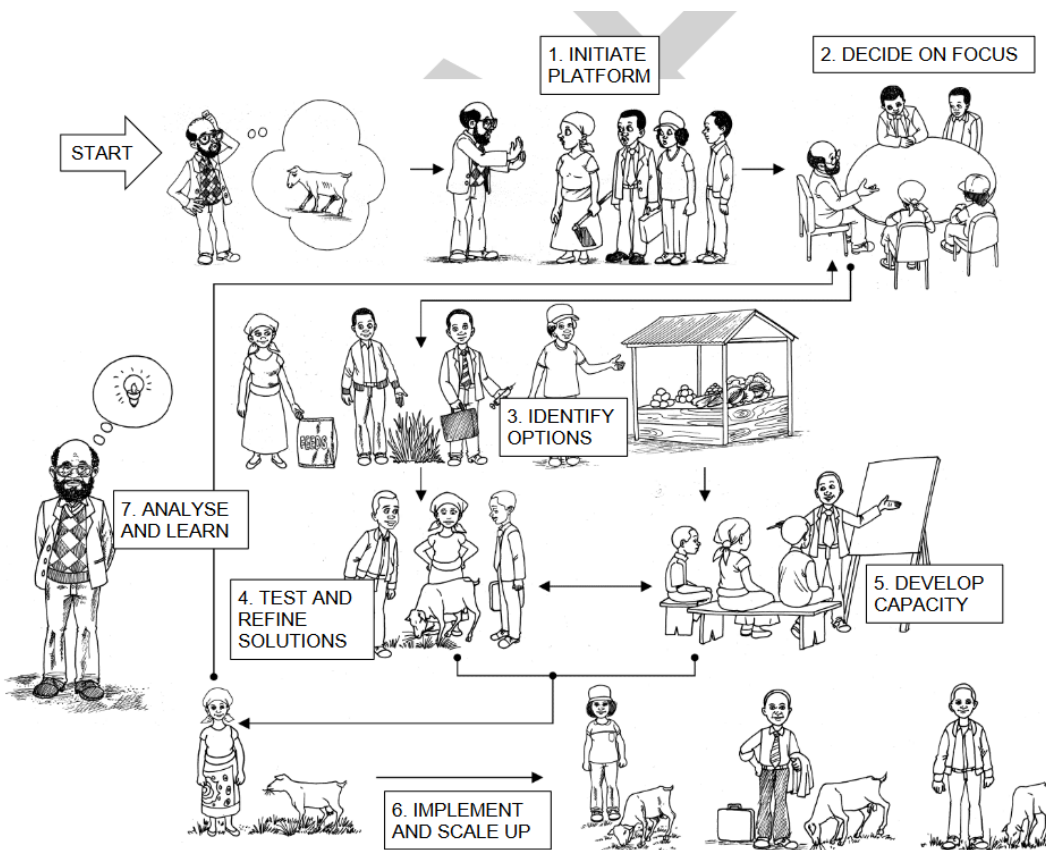 START
1. INITIATE
PLATFORM
2. DECIDE ON FOCUS
FEEDS
3. IDENTIFY
OPTIONS
7. ANALYSE
AND LEARN
4. TEST AND
REFINE
SOLUTIONS
5. DEVELOP
CAPACITY
6. IMPLEMENT
AND SCALE UP